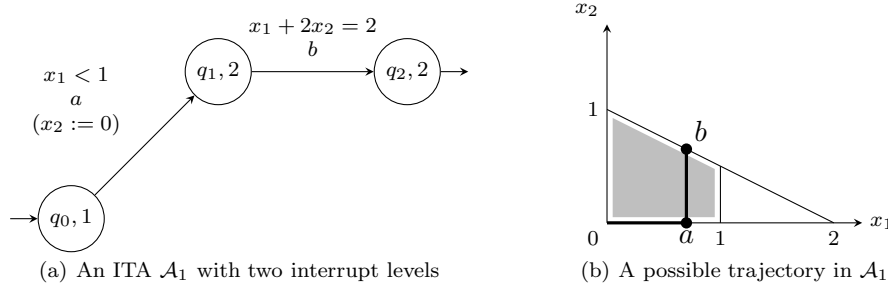 x₁ + 2x₂ = 2
b
x₁ < 1
a
(x₂ := 0)
q₀, 1
q₁, 2
q₂, 2
(a) An ITA 𝒜₁ with two interrupt levels
x₂
1
b
0
a
1
2
x₁
(b) A possible trajectory in 𝒜₁